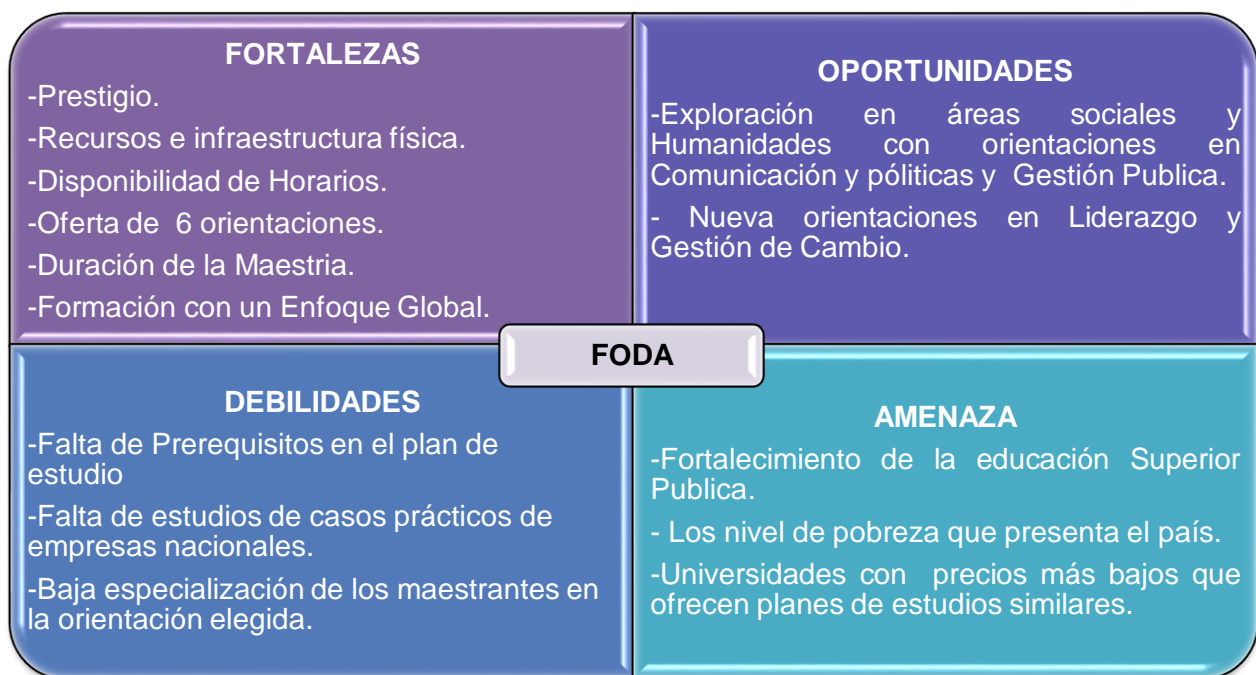 FORTALEZAS
-Prestigio.
-Recursos e infraestructura física.
-Disponibilidad de Horarios.
-Oferta de 6 orientaciones.
-Duración de la Maestria.
-Formación con un Enfoque Global.
OPORTUNIDADES
-Exploración en áreas sociales y
Humanidades con orientaciones en
Comunicación y póliticas y Gestión Publica.
- Nueva orientaciones en Liderazgo y
Gestión de Cambio.
FODA
DEBILIDADES
-Falta de Prerequisitos en el plan de
estudio
-Falta de estudios de casos prácticos de
empresas nacionales.
-Baja especialización de los maestrantes en
la orientación elegida.
AMENAZA
-Fortalecimiento de la educación Superior
Publica.
- Los nivel de pobreza que presenta el país.
-Universidades con precios más bajos que
ofrecen planes de estudios similares.